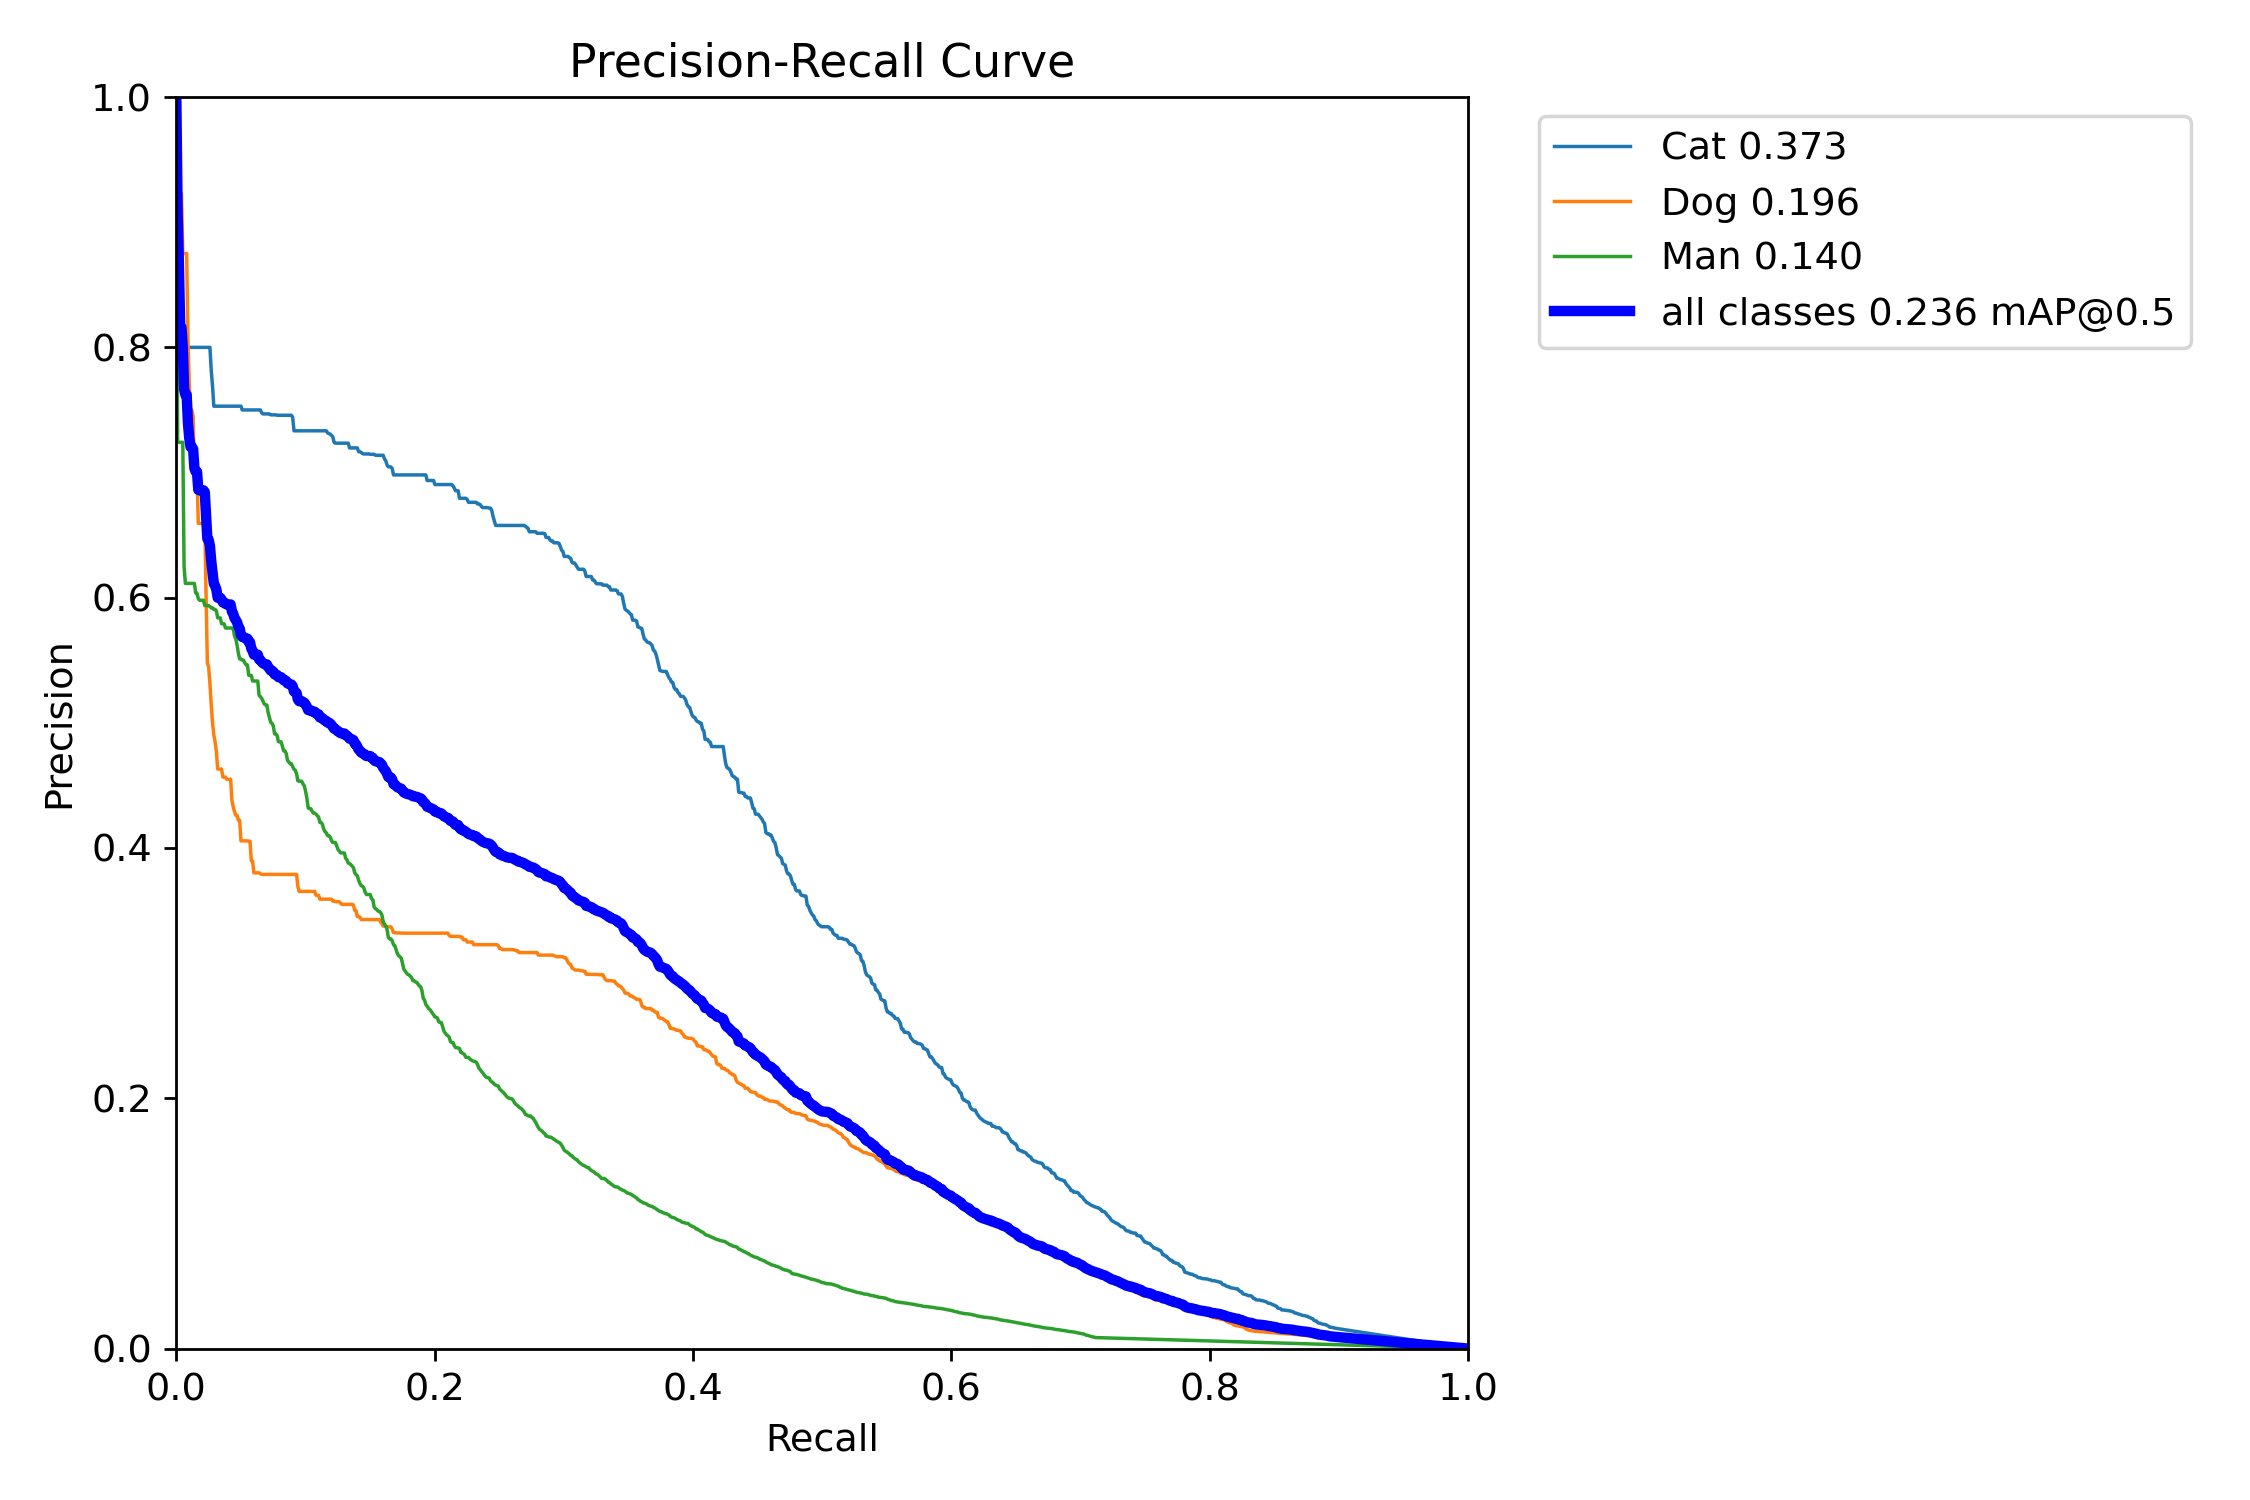 Precision-Recall Curve
1.0
0.8
0.6
0.4
0.2
0.0
Precision
0.0 0.2 0.4 0.6 0.8 1.0
Recall
Cat 0.373
Dog 0.196
Man 0.140
all classes 0.236 mAP@0.5